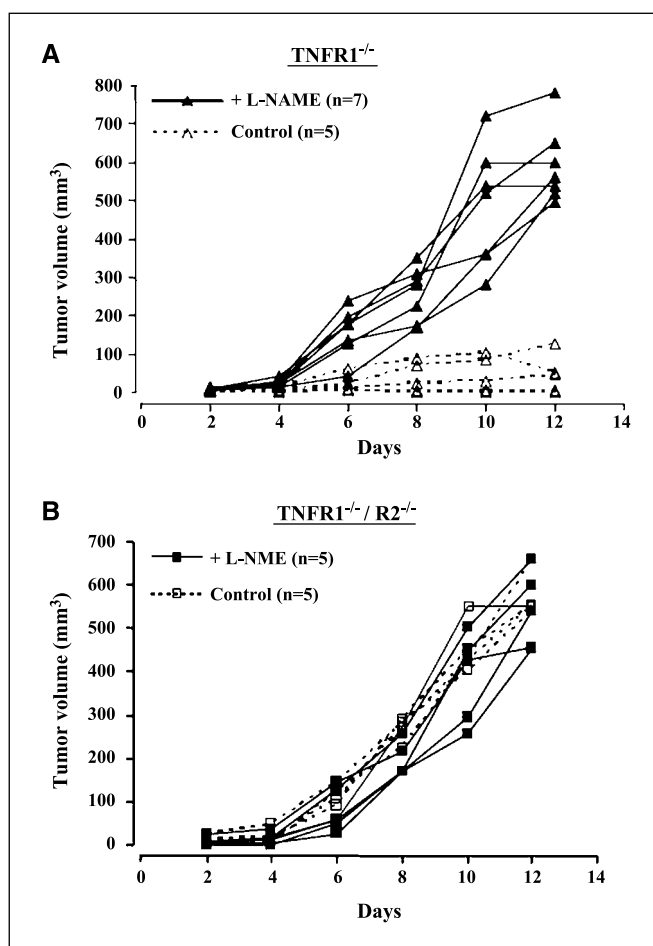 A
TNFR1-/-
+ L-NAME (n=7)
Control (n=5)
Tumor volume (mm3)
800
700
600
500
400
300
200
100
0
0 2 4 6 8 10 12 14
Days
B
TNFR1-/- / R2-/-
+ L-NME (n=5)
Control (n=5)
Tumor volume (mm3)
700
600
500
400
300
200
100
0
0 2 4 6 8 10 12 14
Days